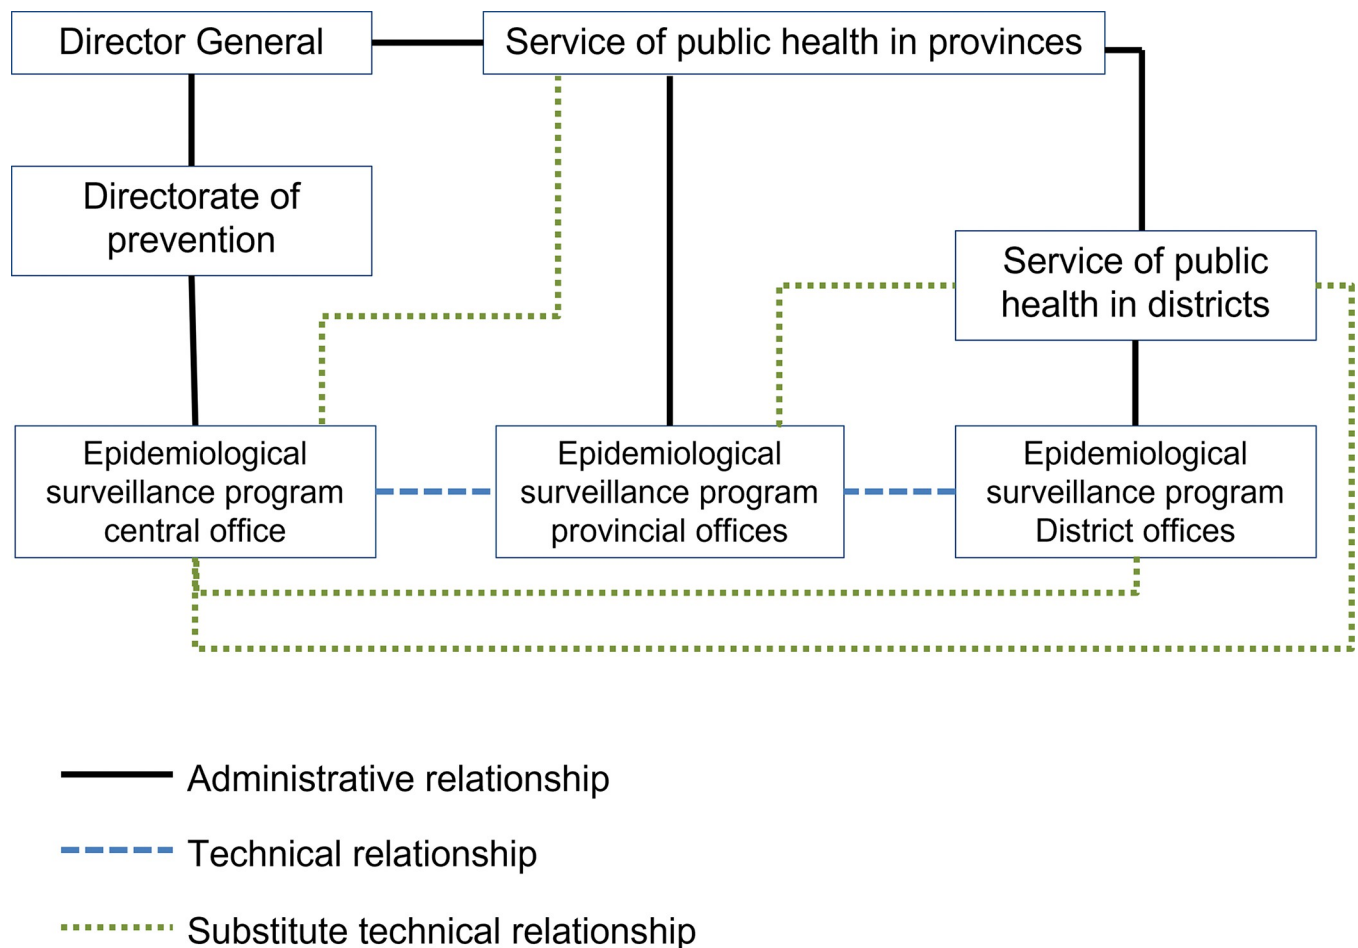 Director General
Service of public health in provinces
Directorate of
prevention
Service of public
health in districts
Epidemiological
surveillance program
central office
Epidemiological
surveillance program
provincial offices
Epidemiological
surveillance program
District offices
Administrative relationship
Technical relationship
Substitute technical relationship